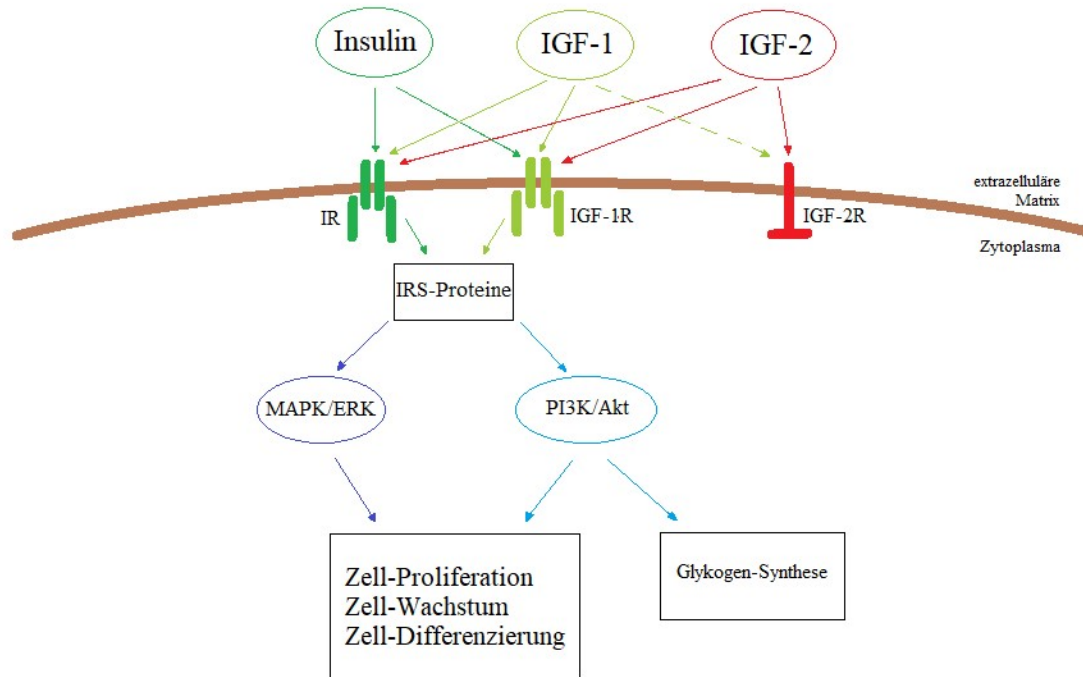 Insulin
IGF-1
IGF-2
extrazelluläre
Matrix
IR
IGF-1R
IGF-2R
Zytoplasma
IRS-Proteine
MAPK/ERK
PI3K/Akt
Zell-Proliferation
Zell-Wachstum
Zell-Differenzierung
Glykogen-Synthese